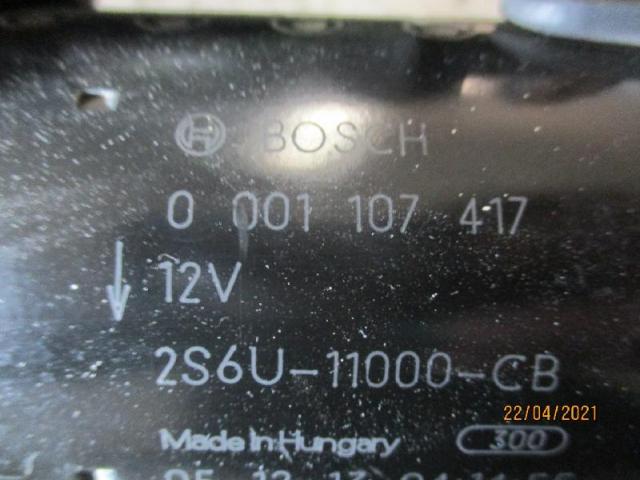 BOSCH
0 001 107 417
12V
2S6U-11000-CB
22/04/2021
Made in Hungary 300